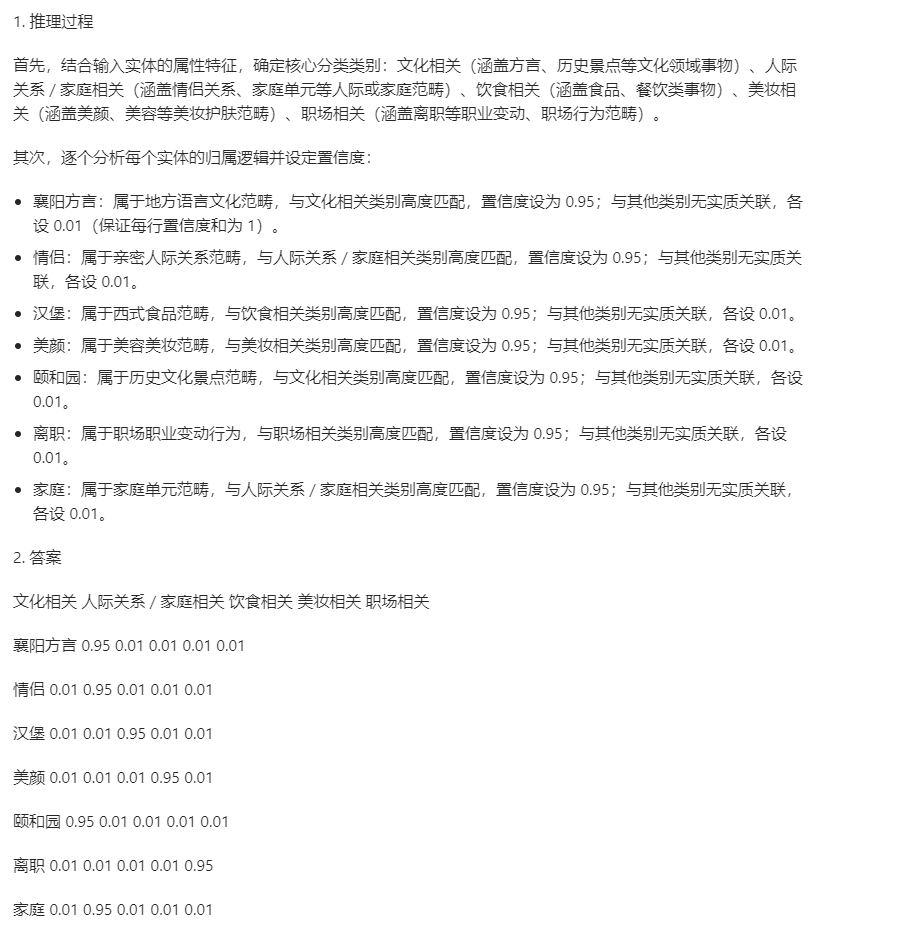 1. 推理过程
首先，结合输入实体的属性特征，确定核心分类类别：文化相关（涵盖方言、历史景点等文化领域事物）、人际
关系 / 家庭相关（涵盖情侣关系、家庭单元等人际或家庭范畴）、饮食相关（涵盖食品、餐饮类事物）、美妆相
关（涵盖美颜、美容等美妆护肤范畴）、职场相关（涵盖离职等职业变动、职场行为范畴）。
其次，逐个分析每个实体的归属逻辑并设定置信度：
• 襄阳方言：属于地方语言文化范畴，与文化相关类别高度匹配，置信度设为 0.95；与其他类别无实质关联，各
设 0.01（保证每行置信度和为 1）。
• 情侣：属于亲密人际关系范畴，与人际关系 / 家庭相关类别高度匹配，置信度设为 0.95；与其他类别无实质关
联，各设 0.01。
• 汉堡：属于西式食品范畴，与饮食相关类别高度匹配，置信度设为 0.95；与其他类别无实质关联，各设 0.01。
• 美颜：属于美容美妆范畴，与美妆相关类别高度匹配，置信度设为 0.95；与其他类别无实质关联，各设 0.01。
• 颐和园：属于历史文化景点范畴，与文化相关类别高度匹配，置信度设为 0.95；与其他类别无实质关联，各设
0.01。
• 离职：属于职场职业变动行为，与职场相关类别高度匹配，置信度设为 0.95；与其他类别无实质关联，各设
0.01。
• 家庭：属于家庭单元范畴，与人际关系 / 家庭相关类别高度匹配，置信度设为 0.95；与其他类别无实质关联，
各设 0.01。
2. 答案
文化相关 人际关系 / 家庭相关 饮食相关 美妆相关 职场相关
襄阳方言 0.95 0.01 0.01 0.01 0.01
情侣 0.01 0.95 0.01 0.01 0.01
汉堡 0.01 0.01 0.95 0.01 0.01
美颜 0.01 0.01 0.01 0.95 0.01
颐和园 0.95 0.01 0.01 0.01 0.01
离职 0.01 0.01 0.01 0.01 0.95
家庭 0.01 0.95 0.01 0.01 0.01